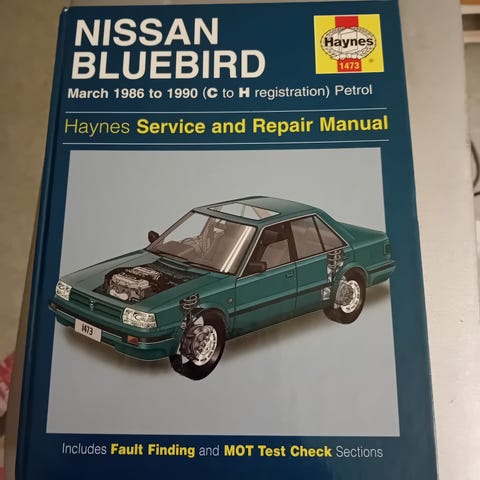 NISSAN
BLUEBIRD
Haynes
1473
March 1986 to 1990 (C to H registration) Petrol
Haynes Service and Repair Manual
1473
Includes Fault Finding and MOT Test Check Sections